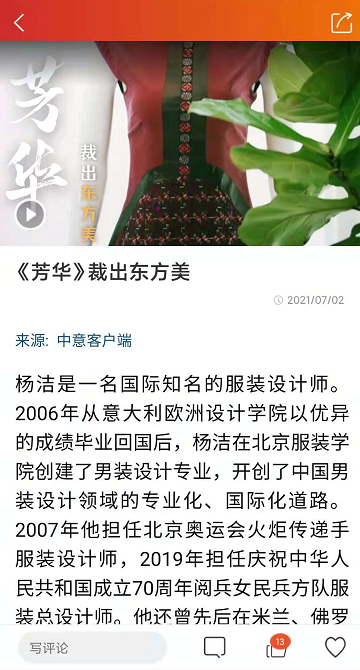 芳华
裁出东方美
《芳华》裁出东方美
2021/07/02
来源: 中意客户端
杨洁是一名国际知名的服装设计师。
2006年从意大利欧洲设计学院以优异
的成绩毕业回国后，杨洁在北京服装学
院创建了男装设计专业，开创了中国男
装设计领域的专业化、国际化道路。
2007年他担任北京奥运会火炬传递手
服装设计师，2019年担任庆祝中华人
民共和国成立70周年阅兵女民兵方队服
装总设计师。他还曾先后在米兰、佛罗
写评论
13